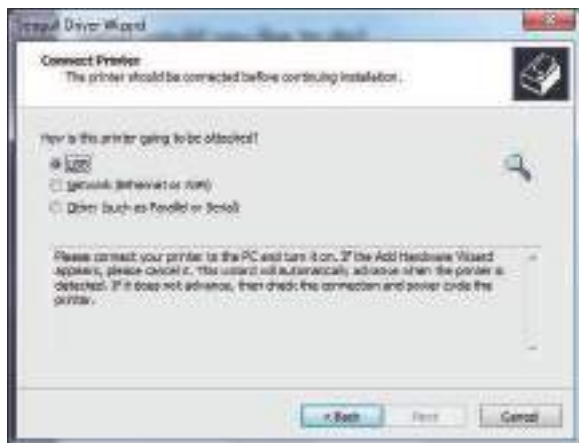 Seagull Driver Wizard
Connect Printer
The printer should be connected before continuing installation.
How is this printer going to be attached?
USB
Network (Ethernet or WiFi)
Other (such as Parallel or Serial)
Please connect your printer to the PC and turn it on. If the Add Hardware Wizard
appears, please cancel it. This wizard will automatically advance when the printer is
detected. If it does not advance, then check the connection and power cycle the
printer.
< Back
Next
Cancel